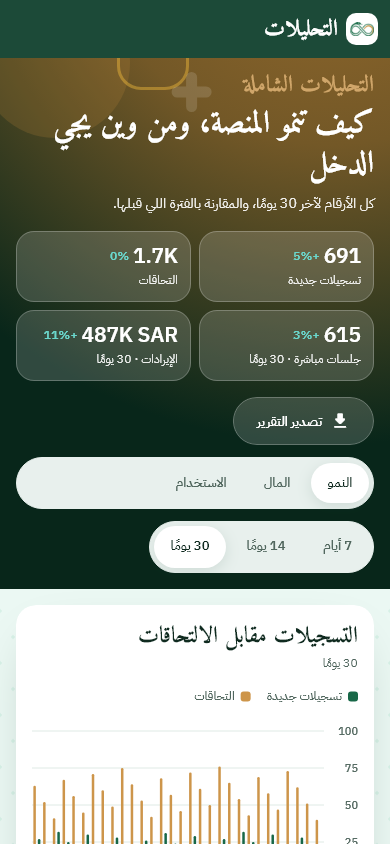 التحليلات
التحليلات الشاملة
كيف تنمو المنصة، ومن وين يجي
الدخل
كل الأرقام لآخر 30 يومًا، والمقارنة بالفترة اللي قبلها.
691 +5%
تسجيلات جديدة
1.7K 0%
التحاقات
615 +3%
جلسات مباشرة · 30 يومًا
487K SAR +11%
الإيرادات · 30 يومًا
تصدير التقرير
النمو
المال
الاستخدام
7 أيام
14 يومًا
30 يومًا
التسجيلات مقابل الالتحاقات
30 يومًا
تسجيلات جديدة
التحاقات
100
75
50
25